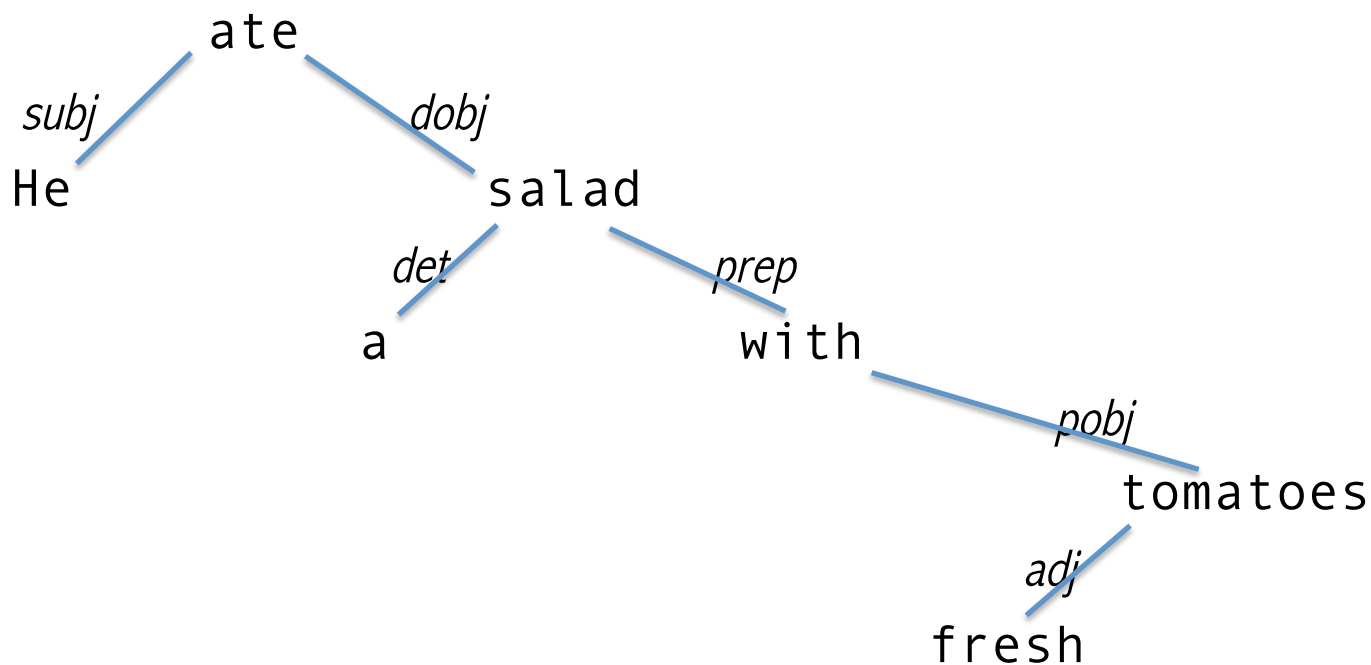 ate
subj dobj
He salad
det prep
a with
pobj
tomatoes
adj
fresh